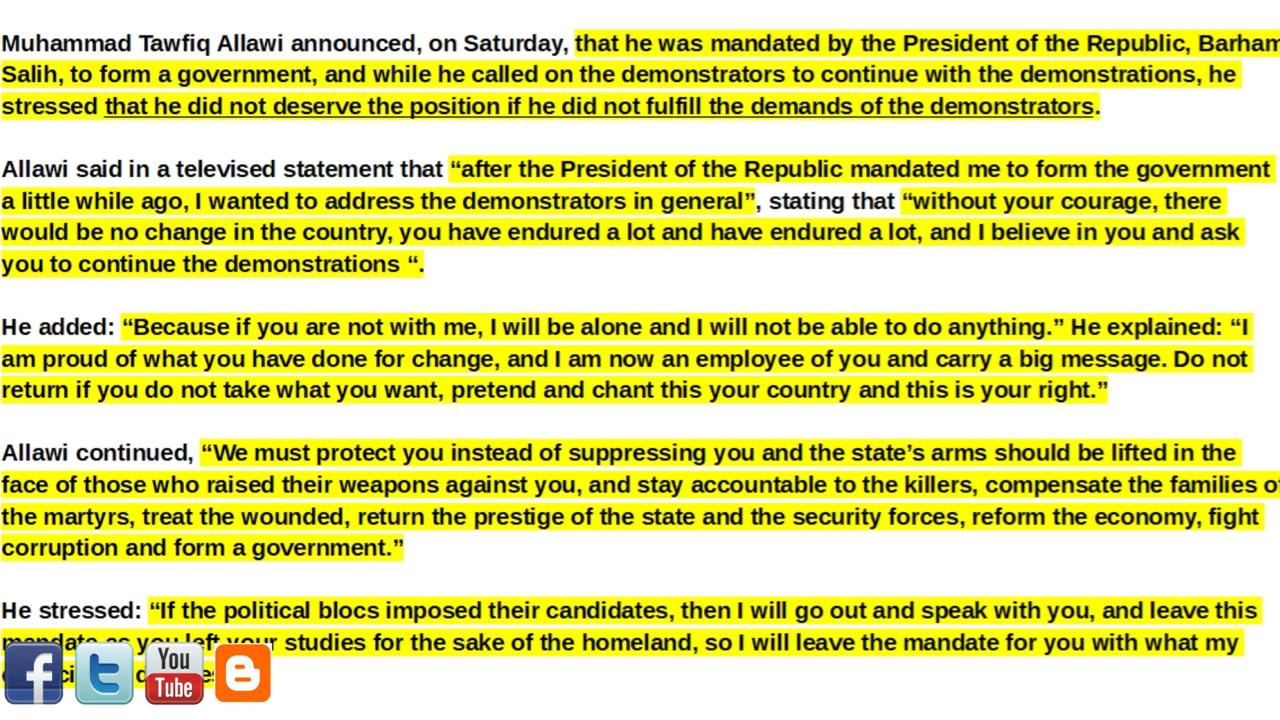 Muhammad Tawfiq Allawi announced, on Saturday, that he was mandated by the President of the Republic, Barham
Salih, to form a government, and while he called on the demonstrators to continue with the demonstrations, he
stressed that he did not deserve the position if he did not fulfill the demands of the demonstrators.
Allawi said in a televised statement that “after the President of the Republic mandated me to form the government
a little while ago, I wanted to address the demonstrators in general”, stating that “without your courage, there
would be no change in the country, you have endured a lot and have endured a lot, and I believe in you and ask
you to continue the demonstrations “.
He added: “Because if you are not with me, I will be alone and I will not be able to do anything.” He explained: “I
am proud of what you have done for change, and I am now an employee of you and carry a big message. Do not
return if you do not take what you want, pretend and chant this your country and this is your right.”
Allawi continued, “We must protect you instead of suppressing you and the state’s arms should be lifted in the
face of those who raised their weapons against you, and stay accountable to the killers, compensate the families of
the martyrs, treat the wounded, return the prestige of the state and the security forces, reform the economy, fight
corruption and form a government.”
He stressed: “If the political blocs imposed their candidates, then I will go out and speak with you, and leave this
mandate as you left your studies for the sake of the homeland, so I will leave the mandate for you with what my
You
Tube